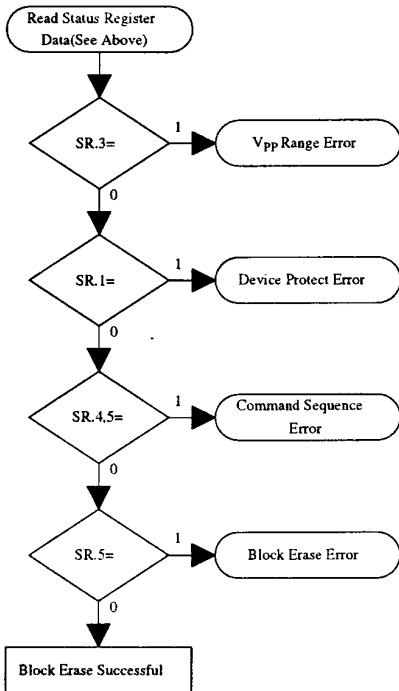 Read Status Register
Data(See Above)
SR.3=
1
VPP Range Error
0
SR.1=
1
Device Protect Error
0
SR.4,5=
1
Command Sequence
Error
0
SR.5=
1
Block Erase Error
0
Block Erase Successful